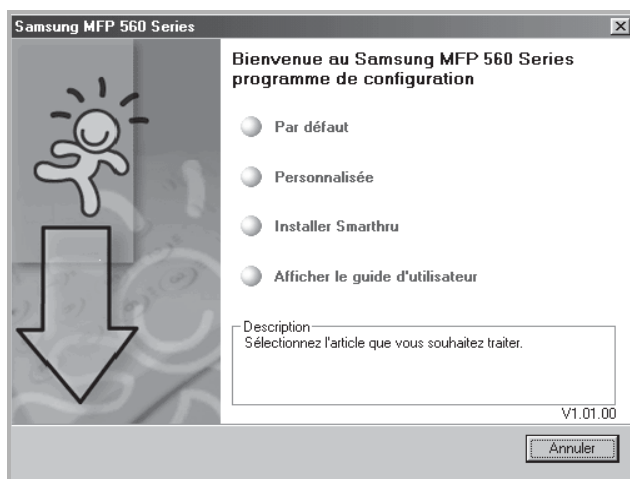 Samsung MFP 560 Series
Bienvenue au Samsung MFP 560 Series
programme de configuration
Par défaut
Personnalisée
Installer Smarthru
Afficher le guide d'utilisateur
Description
Sélectionnez l'article que vous souhaitez traiter.
V1.01.00
Annuler